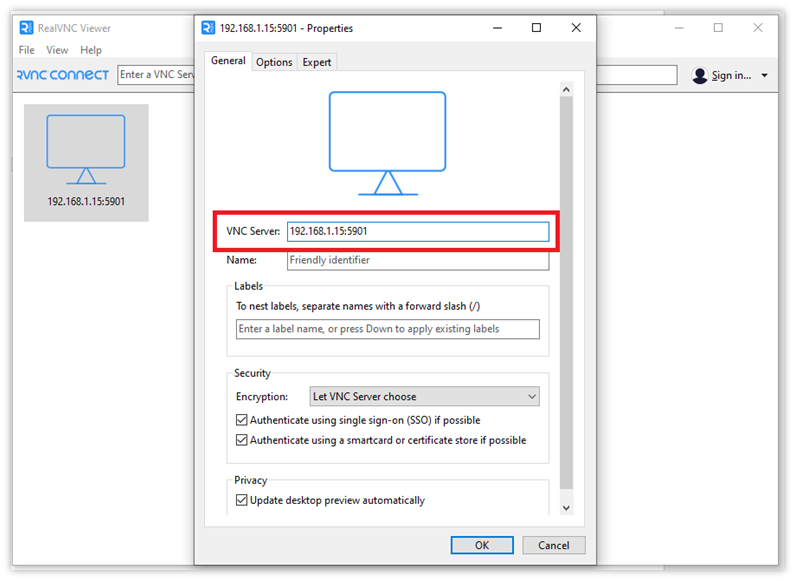 RealVNC Viewer
File View Help
RVNC CONNECT
Enter a VNC Serv
Sign in...
192.168.1.15:5901
192.168.1.15:5901 - Properties
General Options Expert
VNC Server: 192.168.1.15:5901
Name: Friendly identifier
Labels
To nest labels, separate names with a forward slash (/)
Enter a label name, or press Down to apply existing labels
Security
Encryption: Let VNC Server choose
Authenticate using single sign-on (SSO) if possible
Authenticate using a smartcard or certificate store if possible
Privacy
Update desktop preview automatically
OK Cancel